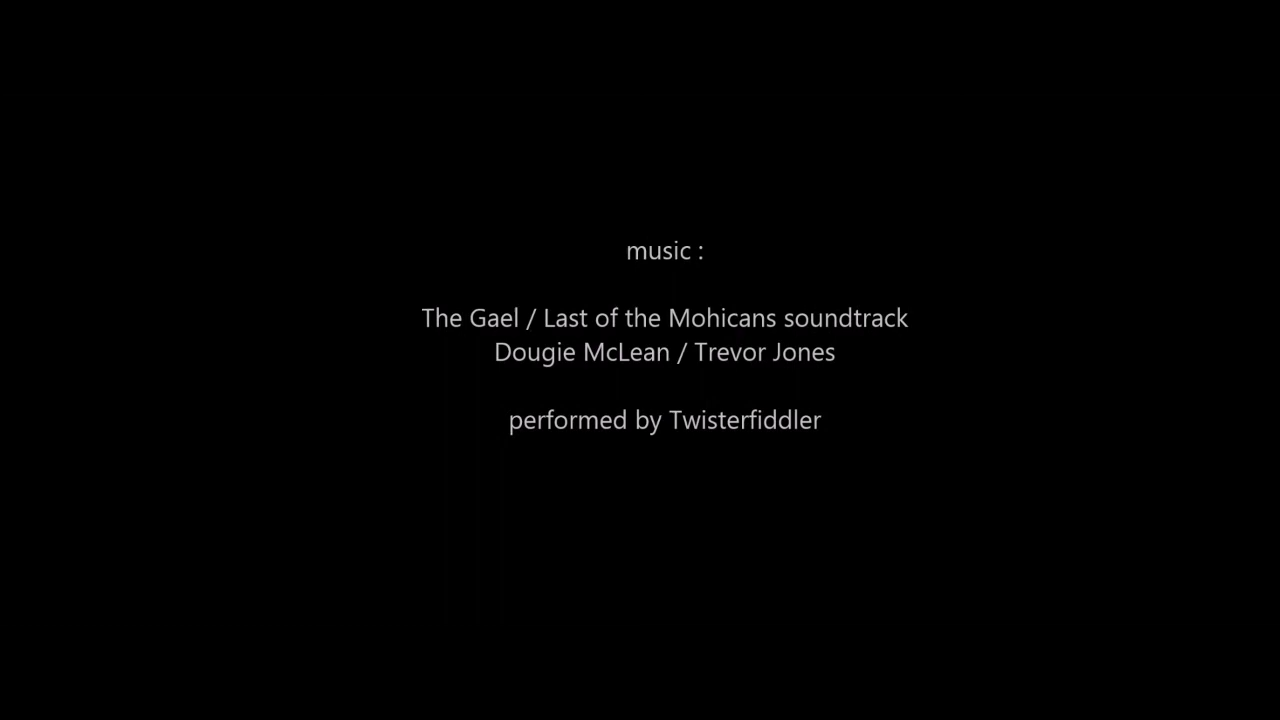 music :
The Gael / Last of the Mohicans soundtrack
Dougie McLean / Trevor Jones
performed by Twisterfiddler